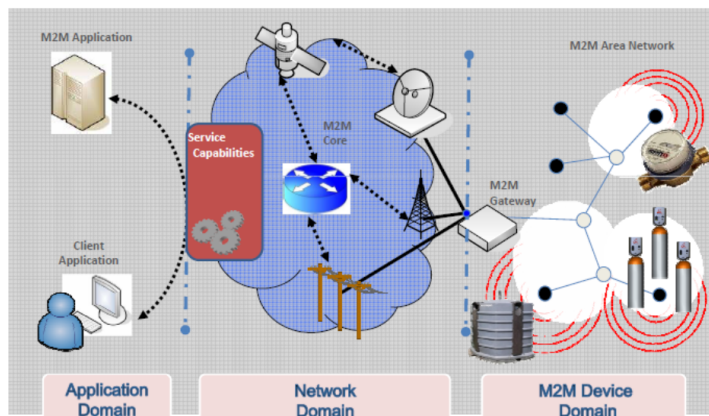 M2M Application
M2M Area Network
M2M
Core
Service
Capabilities
M2M
Gateway
Client
Application
Application
Domain
Network
Domain
M2M Device
Domain